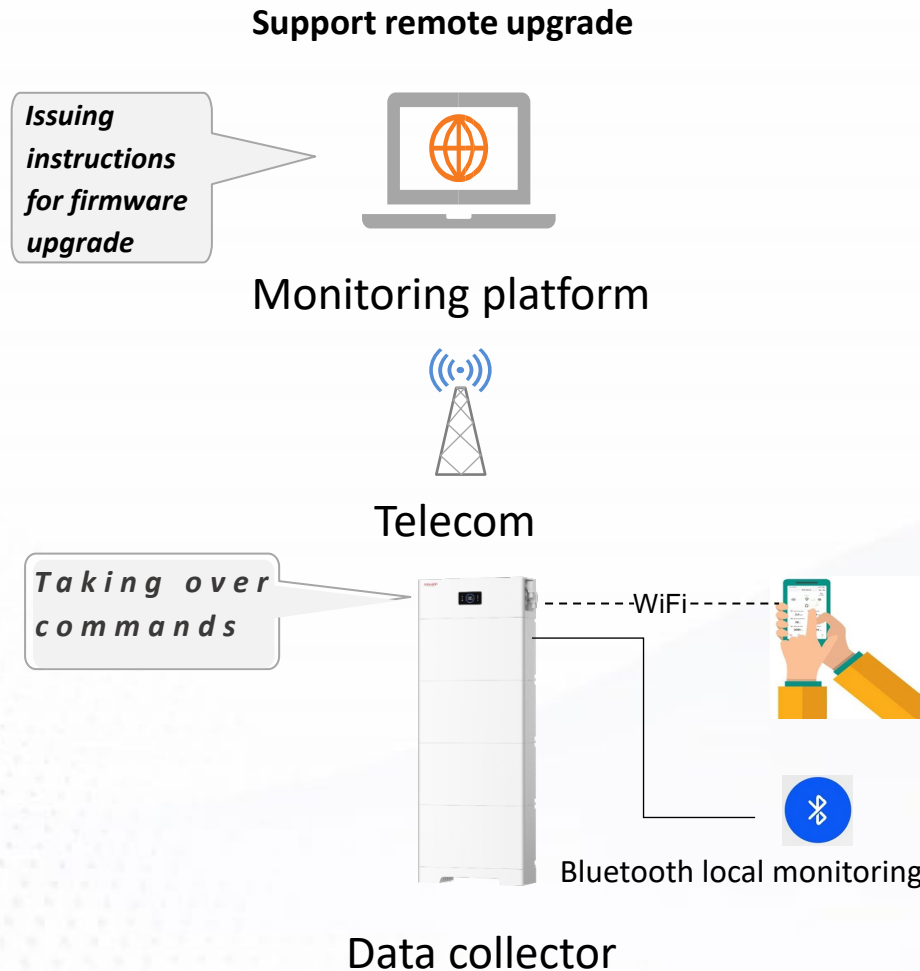 Support remote upgrade
Issuing
instructions
for firmware
upgrade
Monitoring platform
Telecom
Taking over
commands
WiFi
Bluetooth local monitoring
Data collector